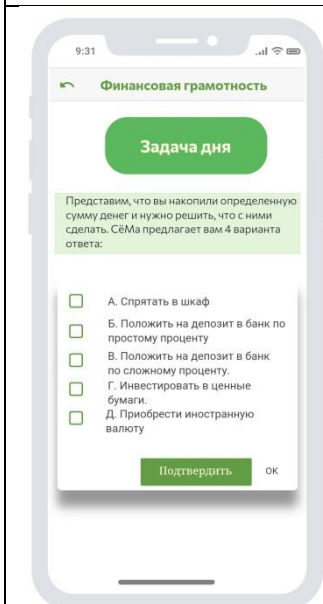 9:31
Финансовая грамотность
Задача дня
Представим, что вы накопили определенную
сумму денег и нужно решить, что с ними
сделать. СёМа предлагает вам 4 варианта
ответа:
А. Спрятать в шкаф
Б. Положить на депозит в банк по
простому проценту
В. Положить на депозит в банк
по сложному проценту.
Г. Инвестировать в ценные
бумаги.
Д. Приобрести иностранную
валюту
Подтвердить OK